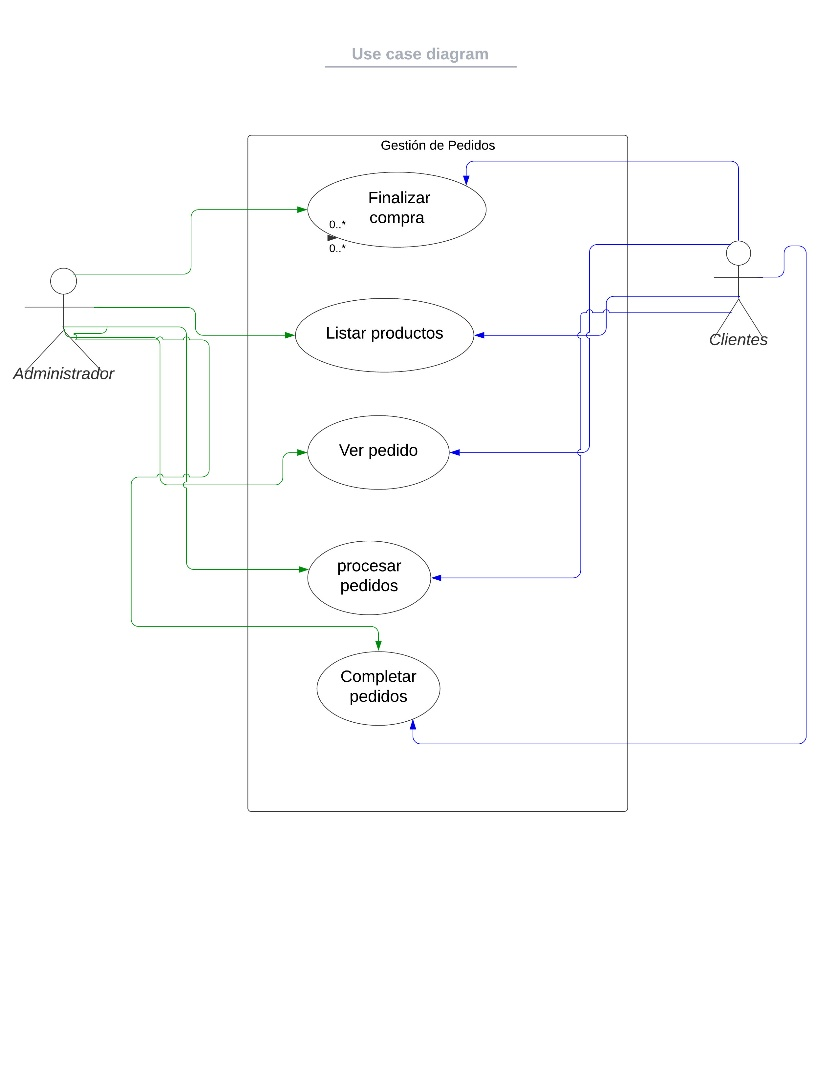 Use case diagram
Gestión de Pedidos
Finalizar
compra
0..*
0..*
Listar productos
Clientes
Administrador
Ver pedido
procesar
pedidos
Completar
pedidos